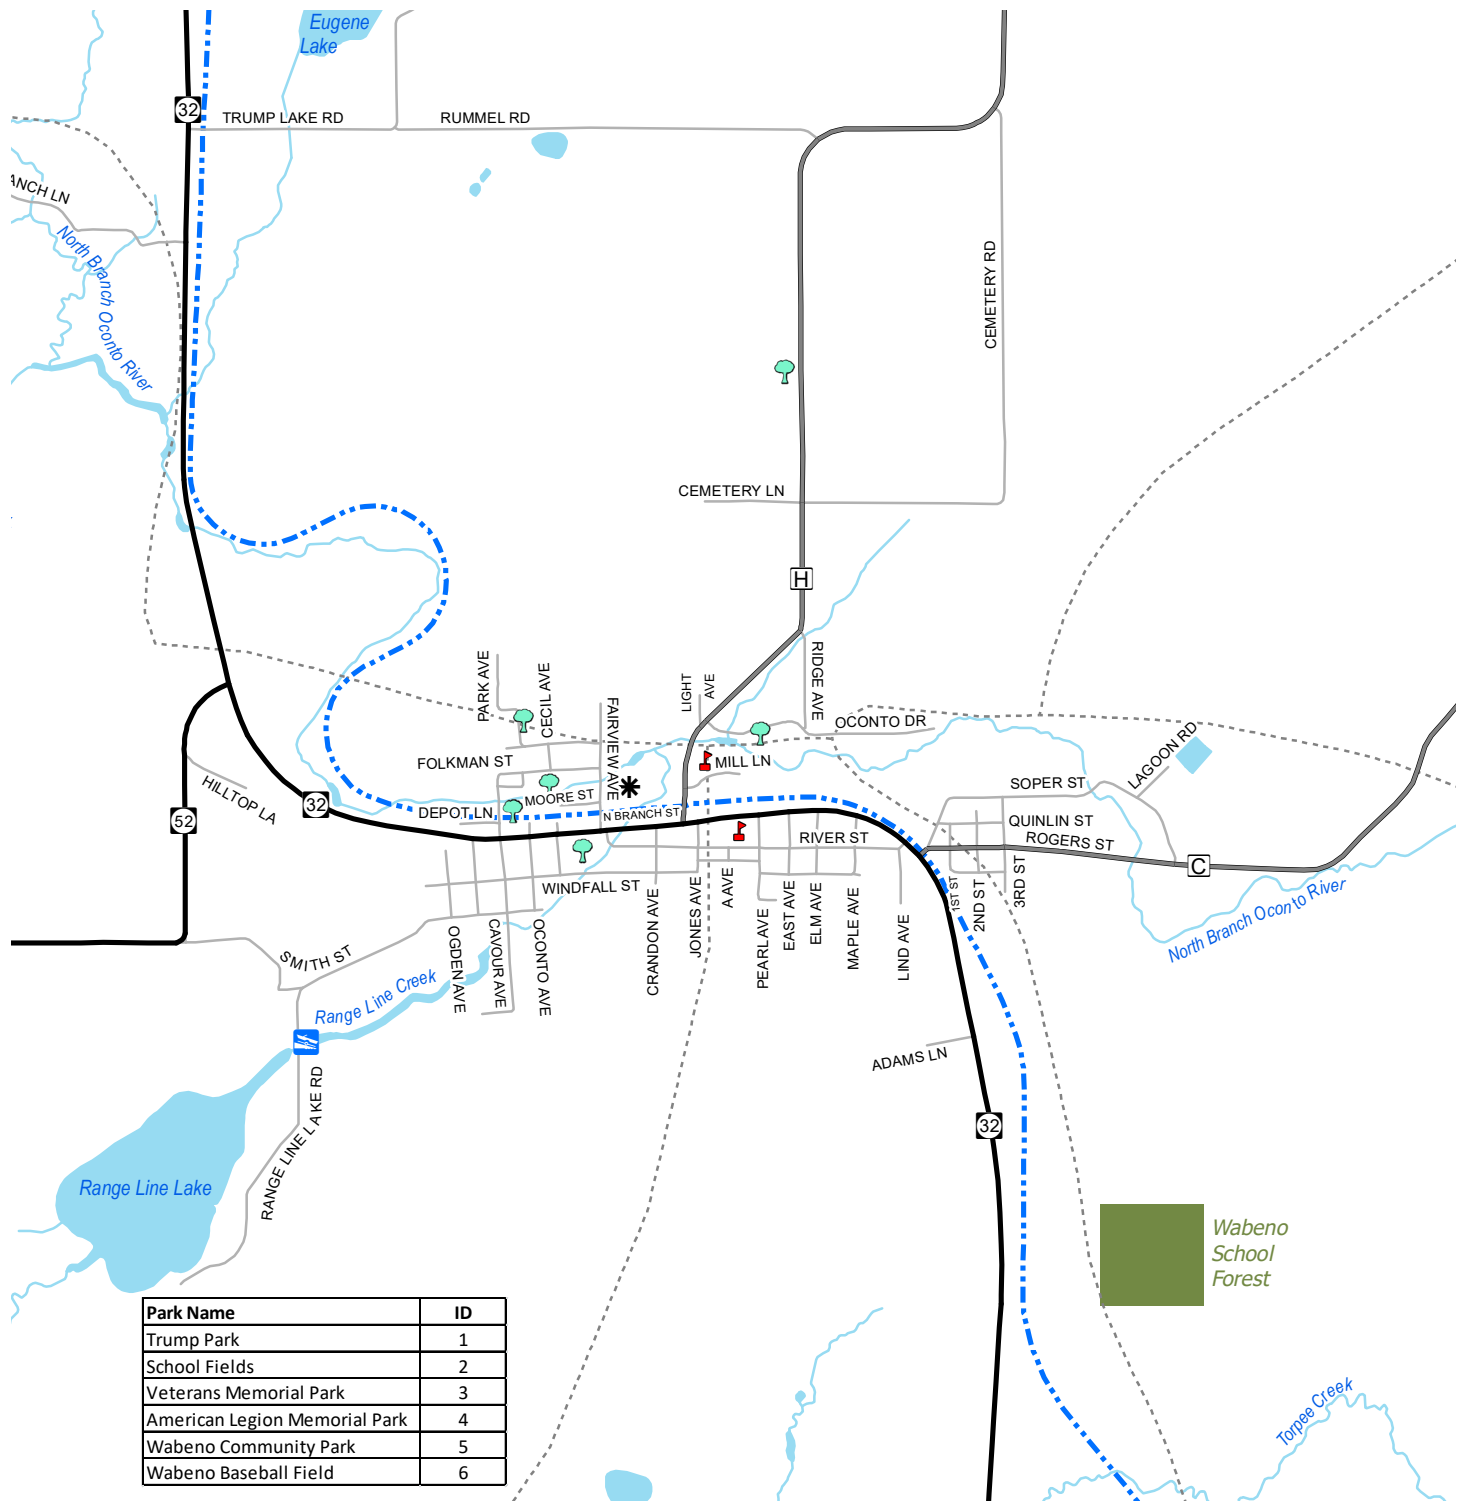 Eugene
Lake
32
TRUMP LAKE RD
RUMMEL RD
ANCH LN
North Branch Oconto River
CEMETERY RD
CEMETERY LN
H
PARK AVE
CECIL AVE
FAIRVIEW AVE
LIGHT
AVE
RIDGE AVE
OCONTO DR
FOLKMAN ST
MILL LN
LAGOON RD
SOPER ST
HILLTOP LA
32
52
DEPOT LN
MOORE ST
N BRANCH ST
QUINLIN ST
ROGERS ST
RIVER ST
C
WINDFALL ST
SMITH ST
OGDEN AVE
CAVOUR AVE
OCONTO AVE
CRANDON AVE
JONES AVE
A AVE
PEARL AVE
EAST AVE
ELM AVE
MAPLE AVE
LIND AVE
1ST ST
2ND ST
3RD ST
North Branch Oconto River
Range Line Creek
ADAMS LN
RANGE LINE LAKE RD
32
Range Line Lake
Wabeno
School
Forest
Park Name ID
Trump Park 1
School Fields 2
Veterans Memorial Park 3
American Legion Memorial Park 4
Wabeno Community Park 5
Wabeno Baseball Field 6
Torpee Creek